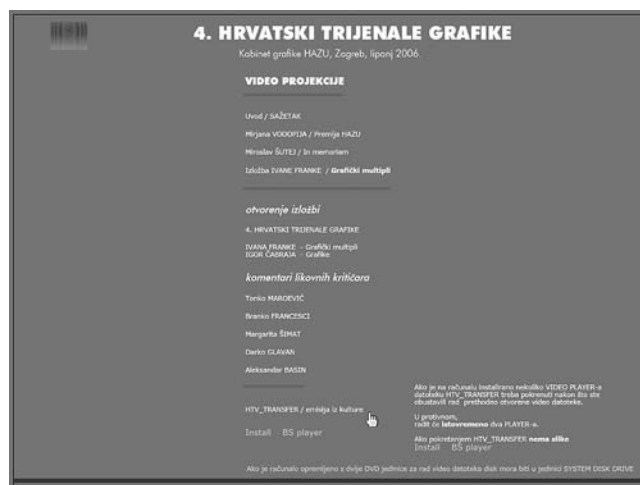 4. HRVATSKI TRIJENALE GRAFIKE
Kabinet grafike HAZU, Zagreb, lipanj 2006.
VIDEO PROJEKCIJE
Uvod / SAŽETAK
Mirjana VODOPIJA / Premija HAZU
Miroslav ŠUTEJ / In memoriam
Izložba IVANE FRANKE / Grafički multipli
otvorenje izložbi
4. HRVATSKI TRIJENALE GRAFIKE
IVANA FRANKE - Grafički multipli
IGOR ČABRAJA - Grafike
komentari likovnih kritičara
Tonko MAROEVIĆ
Branko FRANCESCI
Margarita ŠIMAT
Darko GLAVAN
Aleksandar BASIN
HTV_TRANSFER / emisija iz kulture
Install - BS player
Ako je na računalu instalirano nekoliko VIDEO PLAYER-a
datoteku HTV_TRANSFER treba pokrenuti nakon što ste
obustavili rad prethodno otvorene video datoteke.
U protivnom,
radit će istovremeno dva PLAYER-a.
Ako pokretanjem HTV_TRANSFER nema slike
Install - BS player
Ako je računalo opremljeno s dvije DVD jedinice za rad video datoteka disk mora biti u jedinici SYSTEM DISK DRIVE